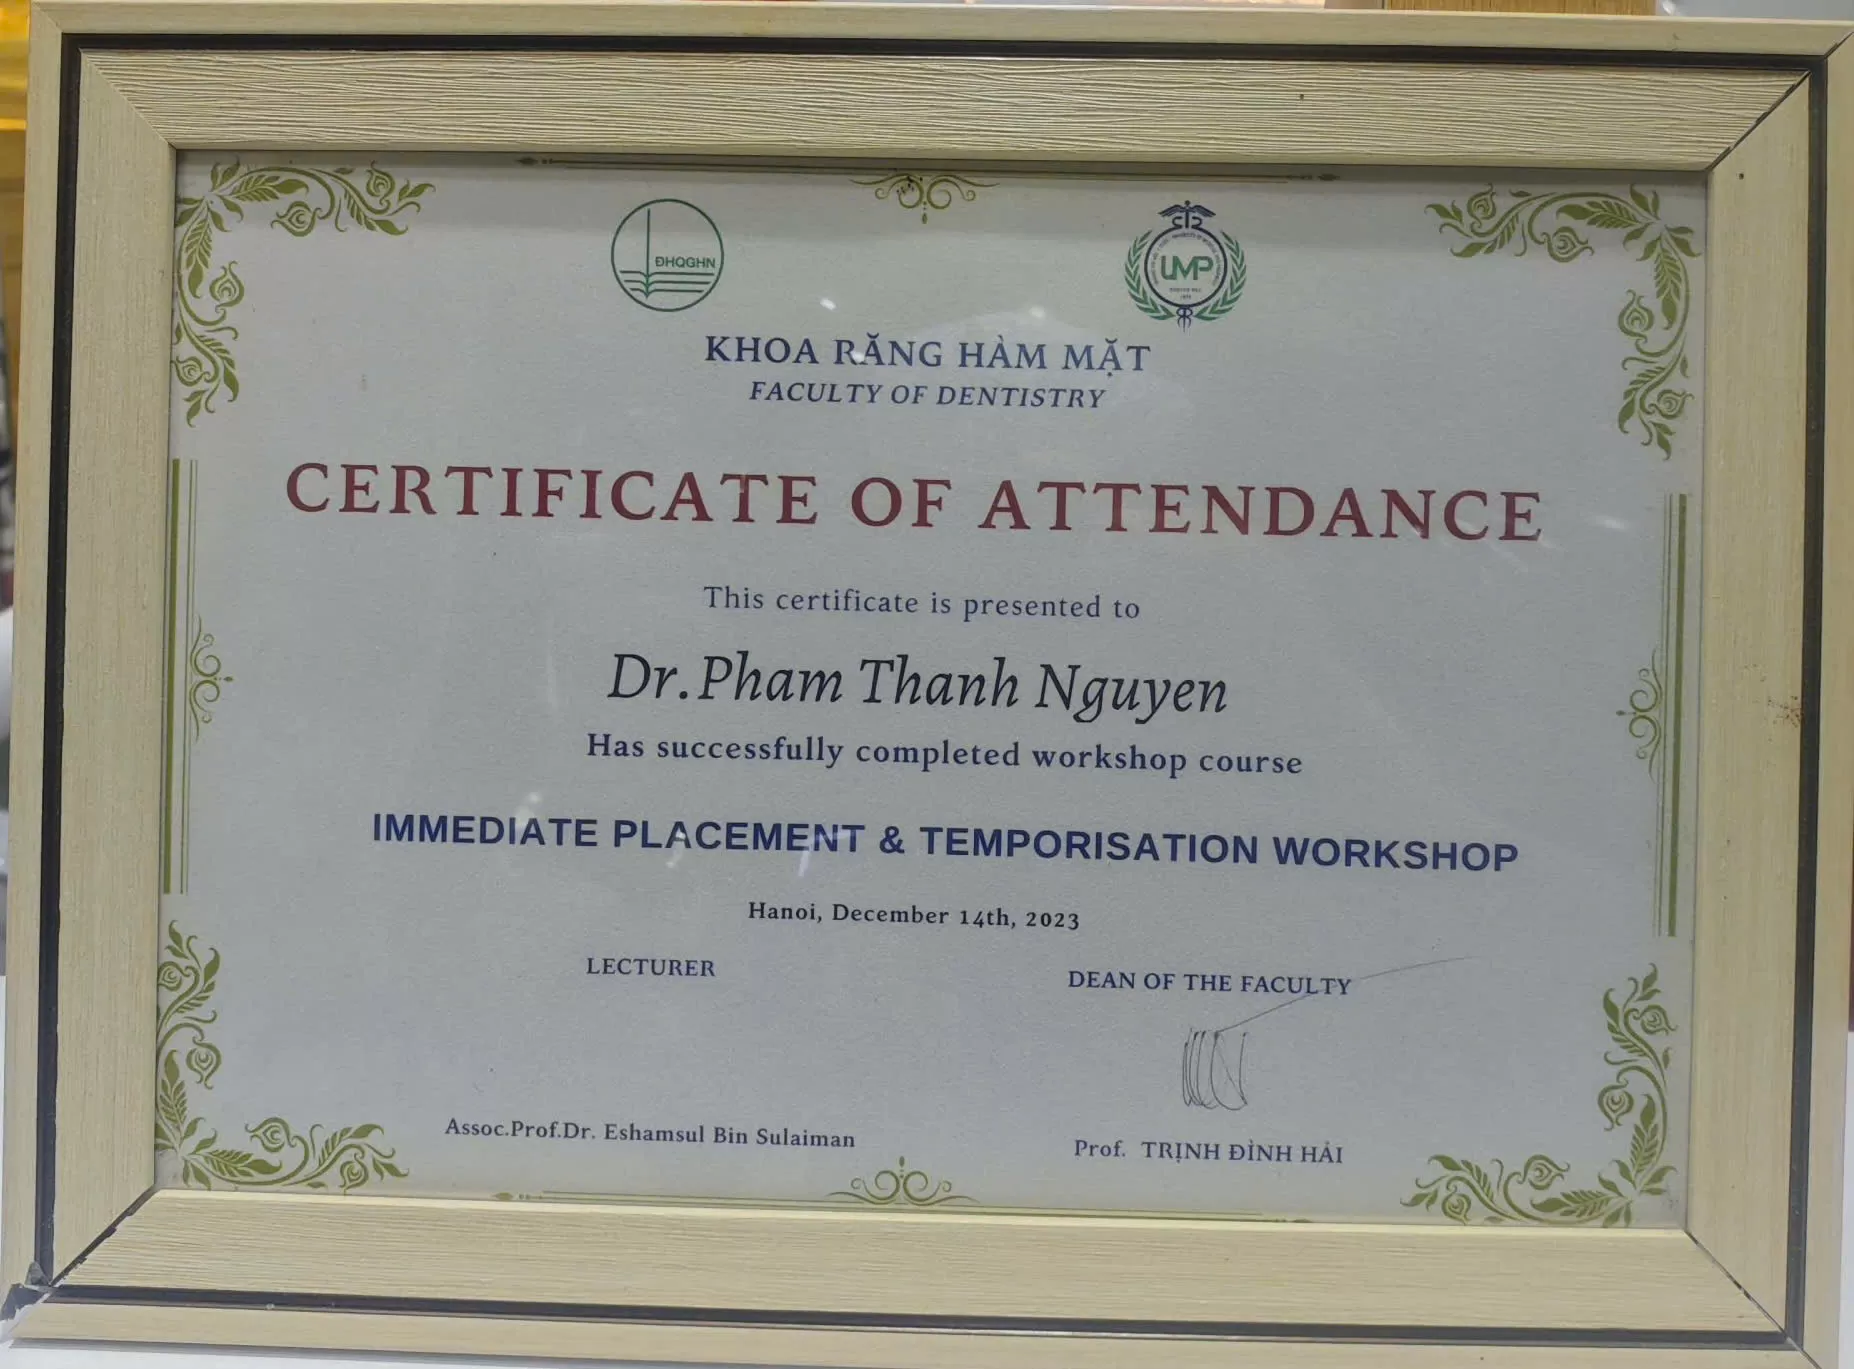 ĐHQGHN
UMP
KHOA RĂNG HÀM MẶT
FACULTY OF DENTISTRY
CERTIFICATE OF ATTENDANCE
This certificate is presented to
Dr.Pham Thanh Nguyen
Has successfully completed workshop course
IMMEDIATE PLACEMENT & TEMPORISATION WORKSHOP
Hanoi, December 14th, 2023
LECTURER
DEAN OF THE FACULTY
Assoc.Prof.Dr. Eshamsul Bin Sulaiman
Prof. TRỊNH ĐÌNH HẢI